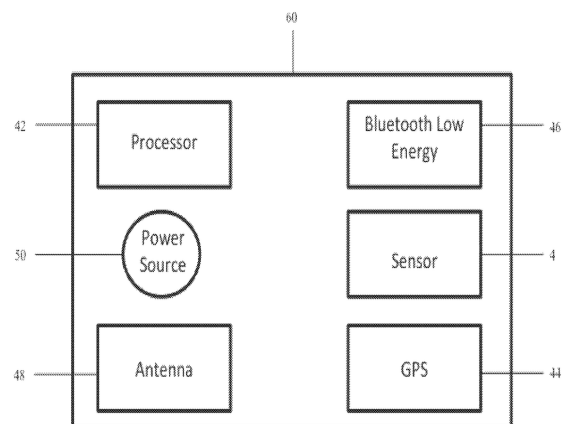 60
42
Processor
Bluetooth Low
Energy
46
50
Power
Source
Sensor
4
48
Antenna
GPS
44